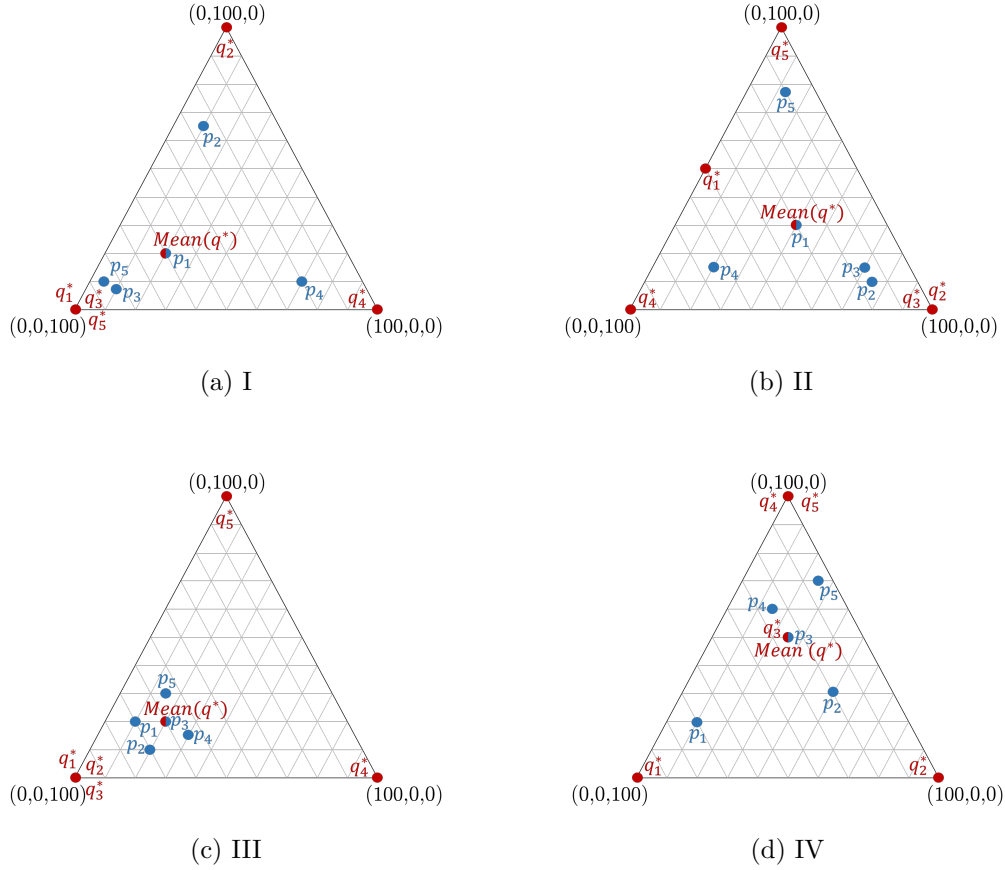 (0,100,0)
q₂*
p₂
Mean(q*)
p₁
p₅
p₃
p₄
q₁*
q₃*
q₄*
(0,0,100)
q₅*
(100,0,0)
(a) I
(0,100,0)
q₅*
p₅
q₁*
Mean(q*)
p₁
p₄
p₃
p₂
q₄*
q₃*
q₂*
(0,0,100)
(100,0,0)
(b) II
(0,100,0)
q₅*
p₅
Mean(q*)
p₁
p₃
p₂
p₄
q₁*
q₂*
q₄*
(0,0,100)
q₃*
(100,0,0)
(c) III
(0,100,0)
q₄*
q₅*
p₅
p₄
q₃*
p₃
Mean (q*)
p₂
p₁
q₁*
q₂*
(0,0,100)
(100,0,0)
(d) IV